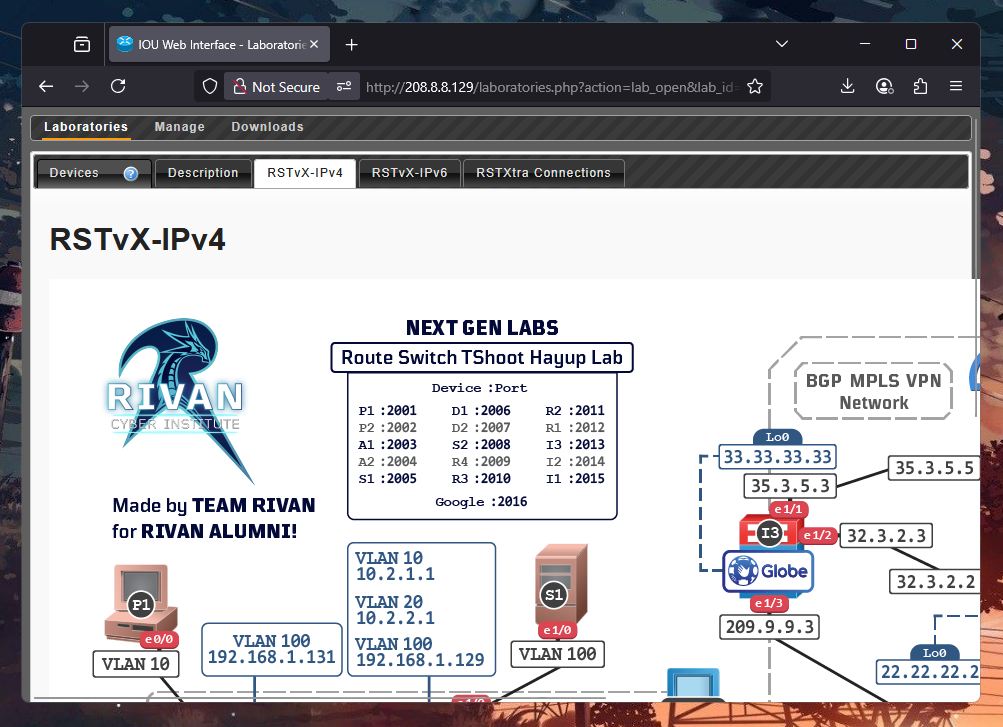 IOU Web Interface - Laboratorie
Not Secure
http://208.8.8.129/laboratories.php?action=lab_open&lab_id=
Laboratories
Manage
Downloads
Devices
?
Description
RSTvX-IPv4
RSTvX-IPv6
RSTXtra Connections
RSTvX-IPv4
RIVAN
CYBER INSTITUTE
Made by TEAM RIVAN
for RIVAN ALUMNI!
NEXT GEN LABS
Route Switch TShoot Hayup Lab
Device :Port
P1 :2001 D1 :2006 R2 :2011
P2 :2002 D2 :2007 R1 :2012
A1 :2003 S2 :2008 I3 :2013
A2 :2004 R4 :2009 I2 :2014
S1 :2005 R3 :2010 I1 :2015
Google :2016
P1
e0/0
VLAN 10
VLAN 100
192.168.1.131
VLAN 10
10.2.1.1
VLAN 20
10.2.2.1
VLAN 100
192.168.1.129
S1
e1/0
VLAN 100
BGP MPLS VPN
Network
Lo0
33.33.33.33
35.3.5.3
35.3.5.5
e1/1
I3
e1/2
32.3.2.3
Globe
32.3.2.2
e1/3
209.9.9.3
Lo0
22.22.22.2